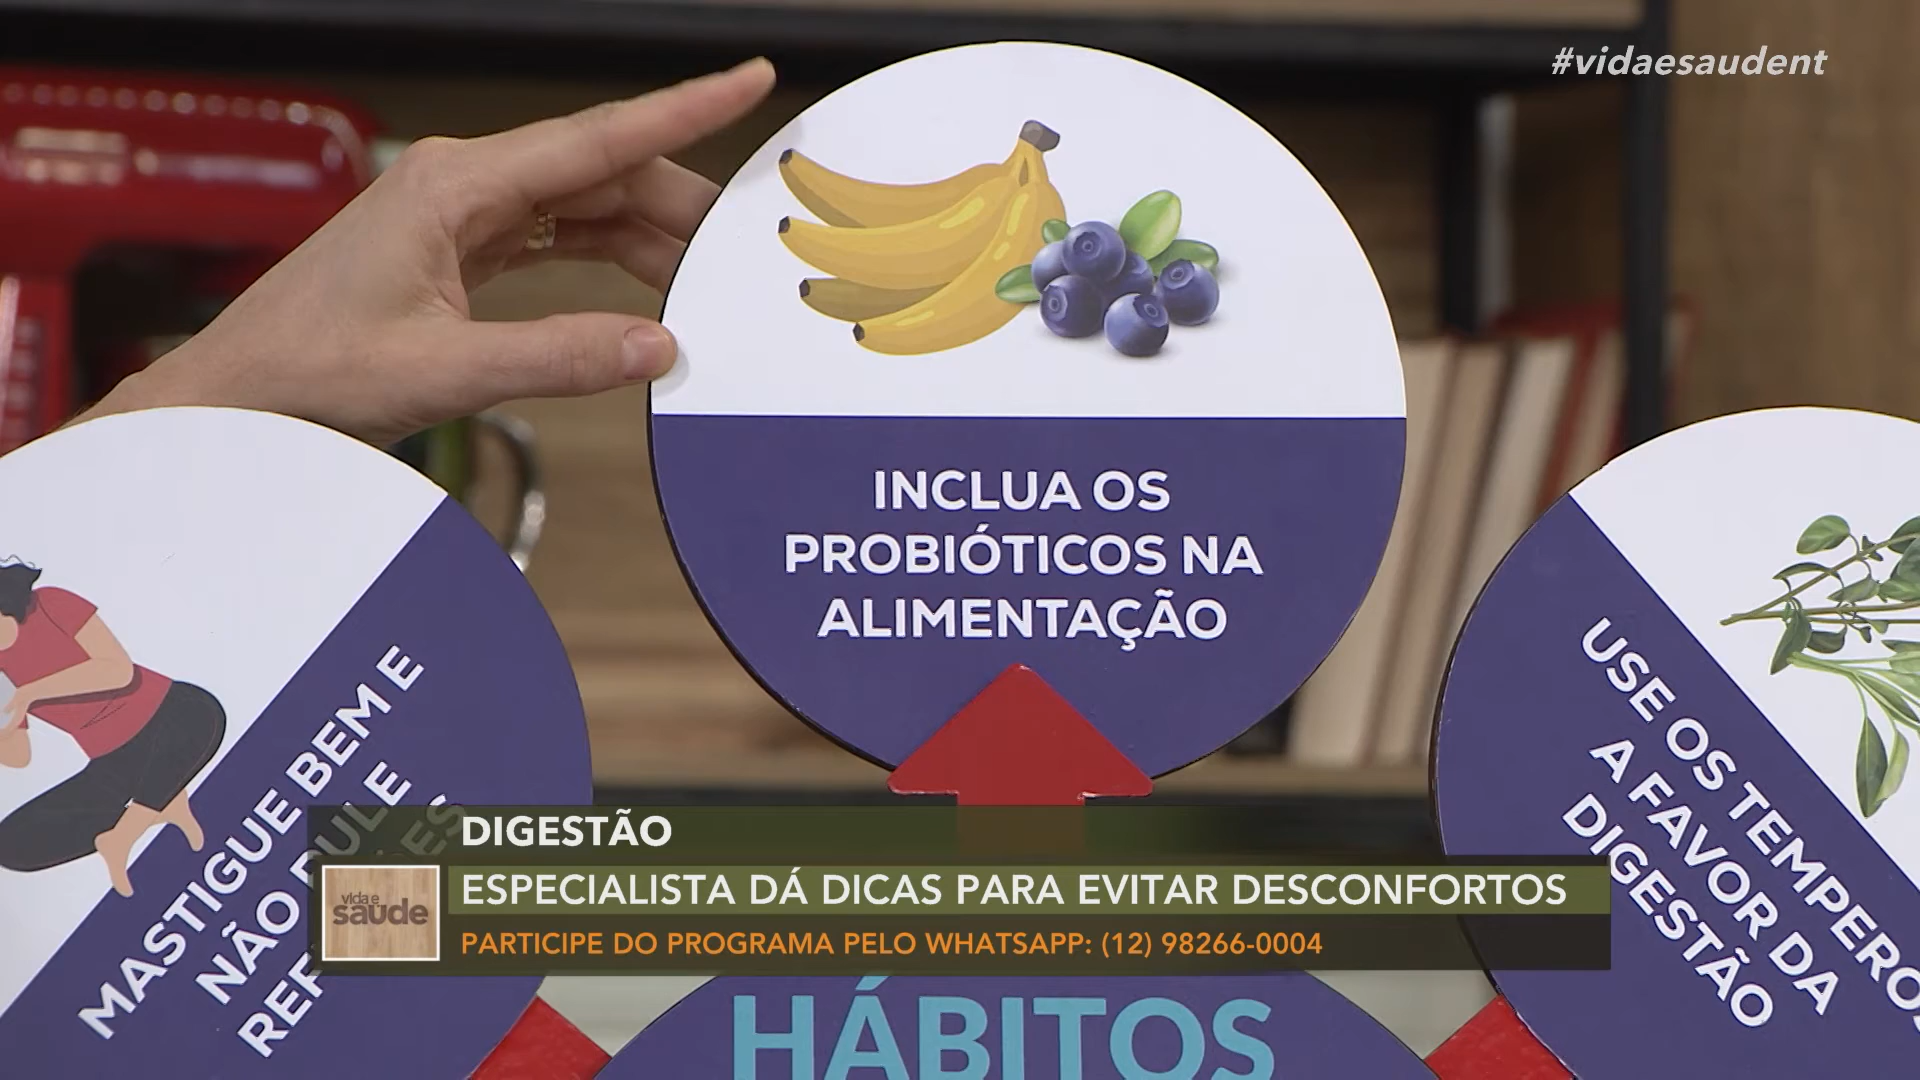 #vidaesaudent
INCLUA OS
PROBIÓTICOS NA
ALIMENTAÇÃO
MASTIGUE BEM E
NÃO PULE
USE OS TEMPEROS
A FAVOR DA
DIGESTÃO
DIGESTÃO
ESPECIALISTA DÁ DICAS PARA EVITAR DESCONFORTOS
vida e
saúde
PARTICIPE DO PROGRAMA PELO WHATSAPP: (12) 98266-0004
HÁBITOS